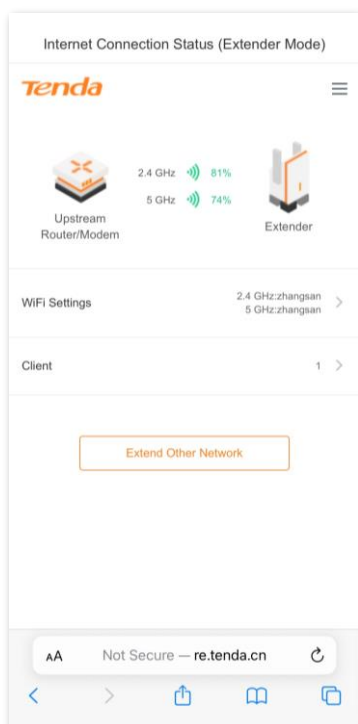 Internet Connection Status (Extender Mode)
Tenda
2.4 GHz 81%
5 GHz 74%
Upstream
Router/Modem
Extender
WiFi Settings
2.4 GHz:zhangsan
5 GHz:zhangsan
Client 1
Extend Other Network
AA Not Secure — re.tenda.cn